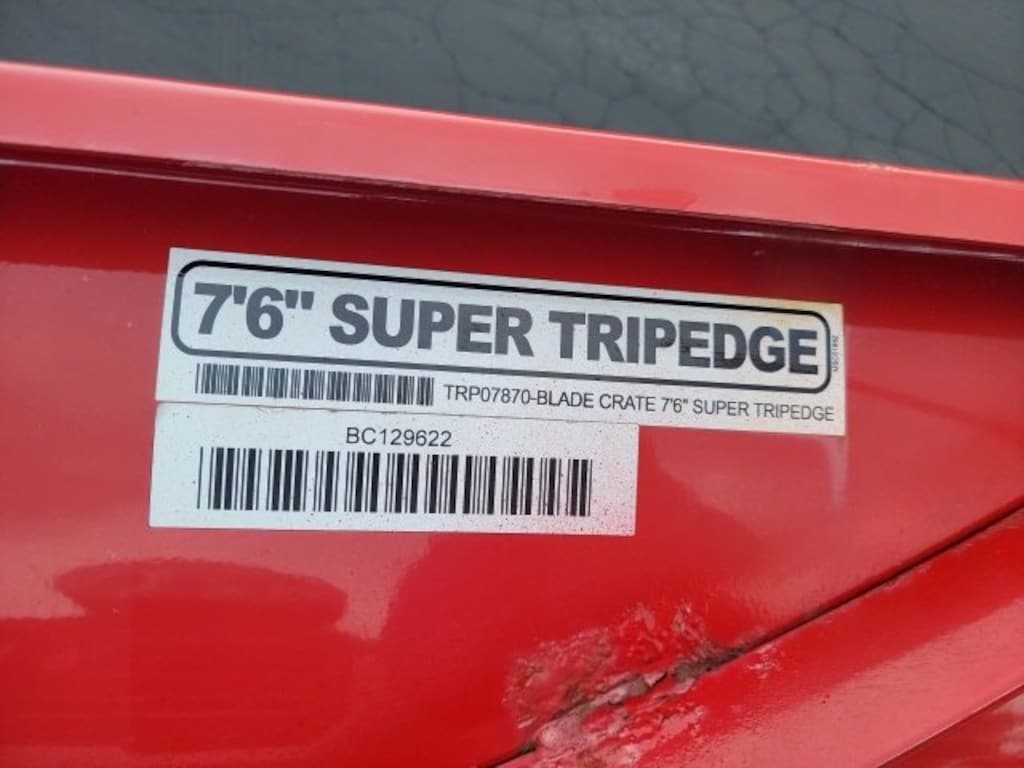 7'6" SUPER TRIPEDGE
TRP07870-BLADE CRATE 7'6" SUPER TRIPEDGE
BC129622